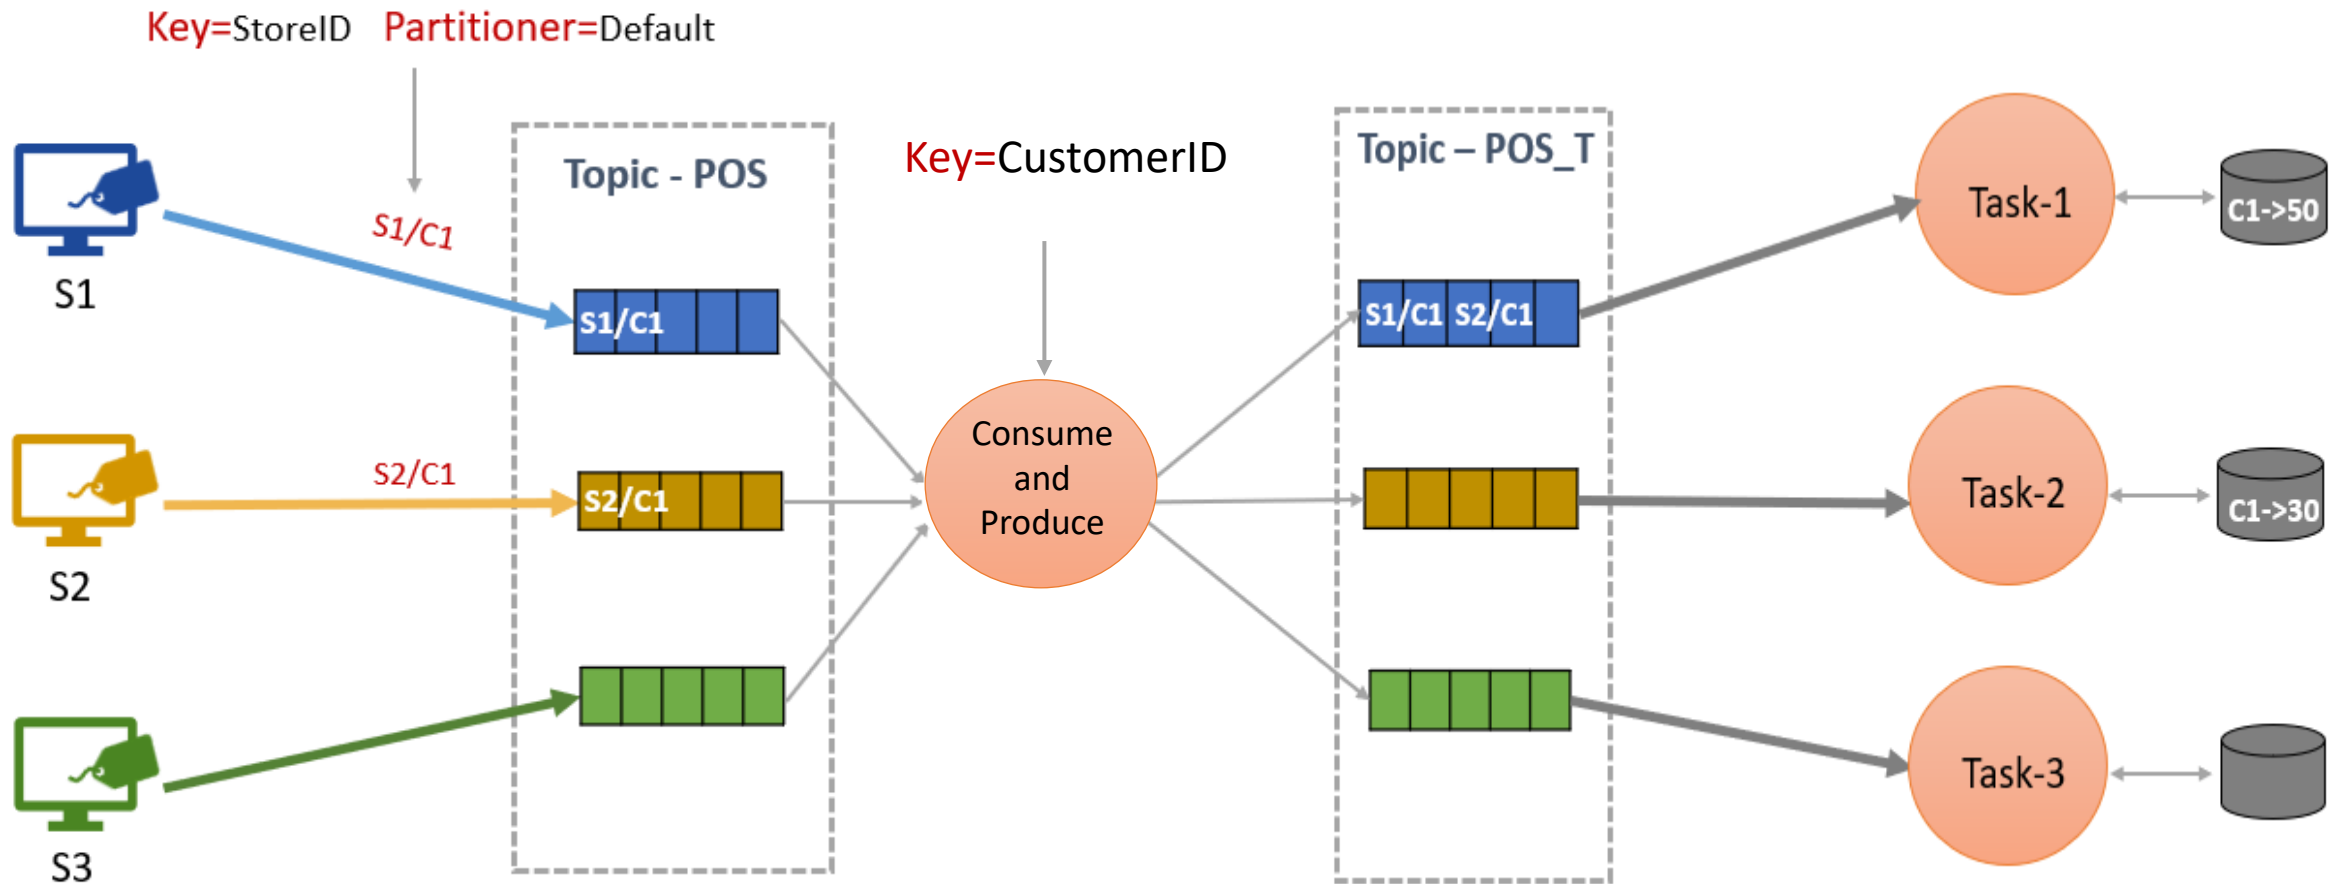 Key=StoreID Partitioner=Default
S1/C1
S1
Topic - POS
S1/C1
S2/C1
S2
S2/C1
S3
Key=CustomerID
Consume
and
Produce
Topic – POS_T
S1/C1 S2/C1
Task-1
C1->50
Task-2
C1->30
Task-3